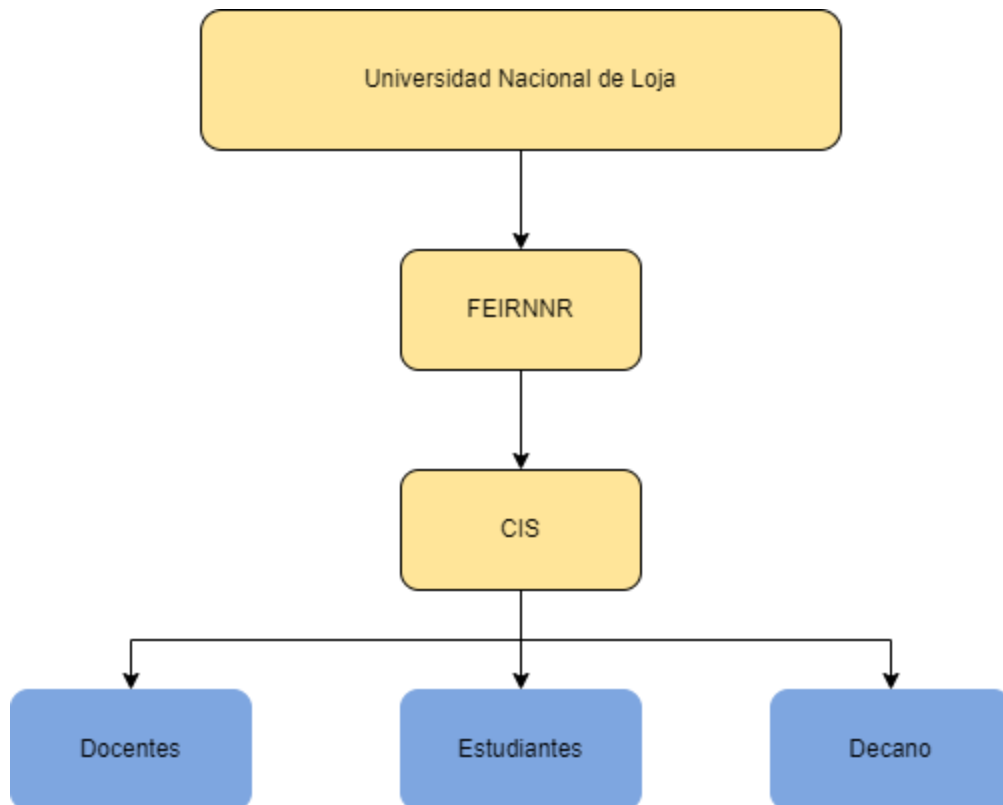 Universidad Nacional de Loja
FEIRNNR
CIS
Docentes
Estudiantes
Decano